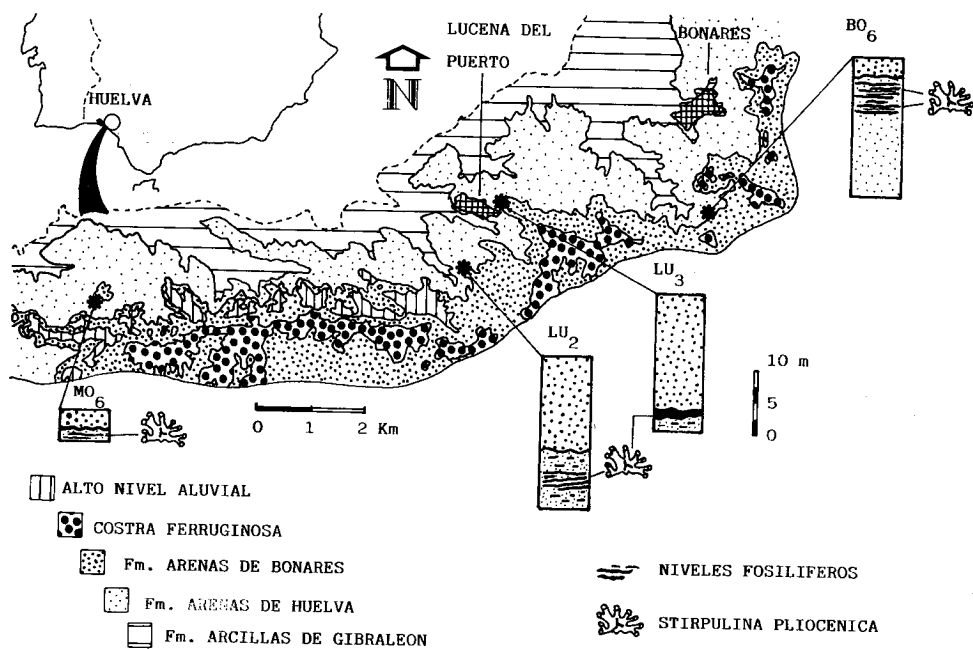 LUCENA DEL
PUERTO
BONARES
BO6
N
HUELVA
LU3
LU2
10 m
5
0
MO6
0 1 2 Km
ALTO NIVEL ALUVIAL
COSTRA FERRUGINOSA
Fm. ARENAS DE BONARES
Fm. ARENAS DE HUELVA
Fm. ARCILLAS DE GIBRALEON
NIVELES FOSILIFEROS
STIRPULINA PLIOCENICA